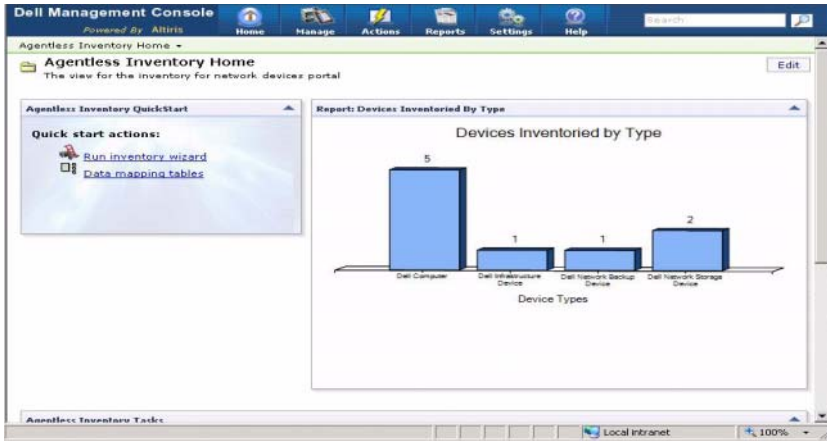 Dell Management Console
Powered By Altiris
Home Manage Actions Reports Settings Help
Search
Agentless Inventory Home
Agentless Inventory Home
The view for the inventory for network devices portal
Edit
Agentless Inventory QuickStart
Quick start actions:
Run inventory wizard
Data mapping tables
Report: Devices Inventoried By Type
Devices Inventoried by Type
5
1
1
2
Dell Computer
Dell Infrastructure Device
Dell Network Backup Device
Dell Network Storage Device
Device Types
Agentless Inventory Tasks
Local intranet
100%